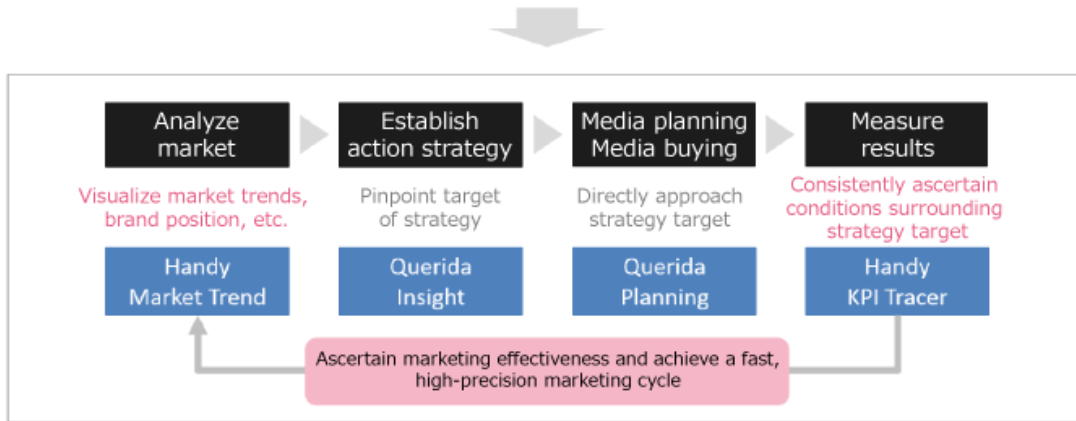 Analyze
market
Establish
action strategy
Media planning
Media buying
Measure
results
Visualize market trends,
brand position, etc.
Pinpoint target
of strategy
Directly approach
strategy target
Consistently ascertain
conditions surrounding
strategy target
Handy
Market Trend
Querida
Insight
Querida
Planning
Handy
KPI Tracer
Ascertain marketing effectiveness and achieve a fast,
high-precision marketing cycle